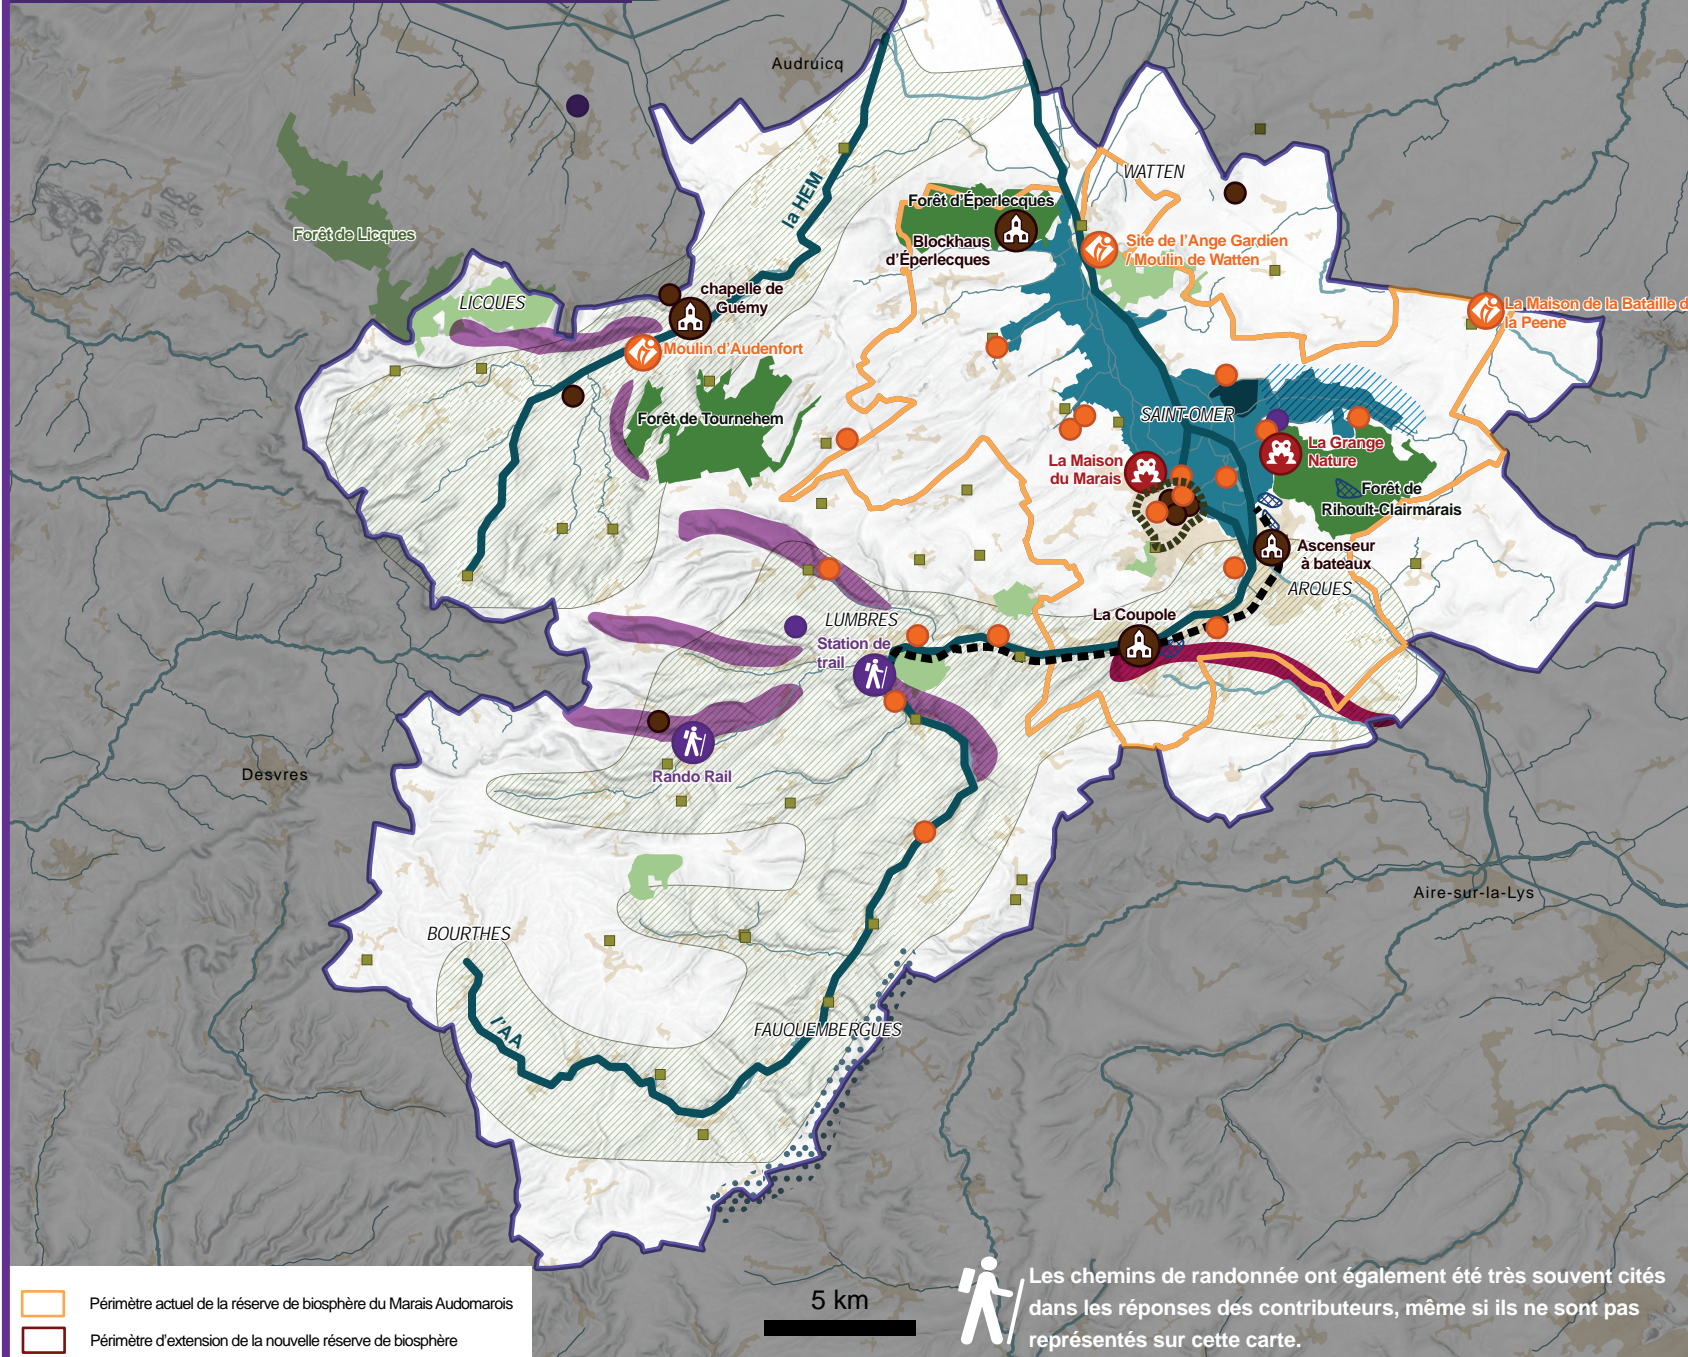 Audruicq
WATTEN
la HEM
Forêt d'Éperlecques
Blockhaus
d'Éperlecques
Site de l'Ange Gardien
/ Moulin de Watten
Forêt de Licques
LICQUES
chapelle de
Guémy
La Maison de la Bataille d
la Peene
Moulin d'Audenfort
Forêt de Tournehem
SAINT-OMER
La Grange
Nature
La Maison
du Marais
Forêt de
Rihoult-Clairmarais
Ascenseur
à bateaux
ARQUES
La Coupole
LUMBRES
Station de
trail
Rando Rail
Desvres
Aire-sur-la-Lys
BOURTHES
l'AA
FAUQUEMBERGUES
Périmètre actuel de la réserve de biosphère du Marais Audomarois
Périmètre d'extension de la nouvelle réserve de biosphère
5 km
Les chemins de randonnée ont également été très souvent cités
dans les réponses des contributeurs, même si ils ne sont pas
représentés sur cette carte.